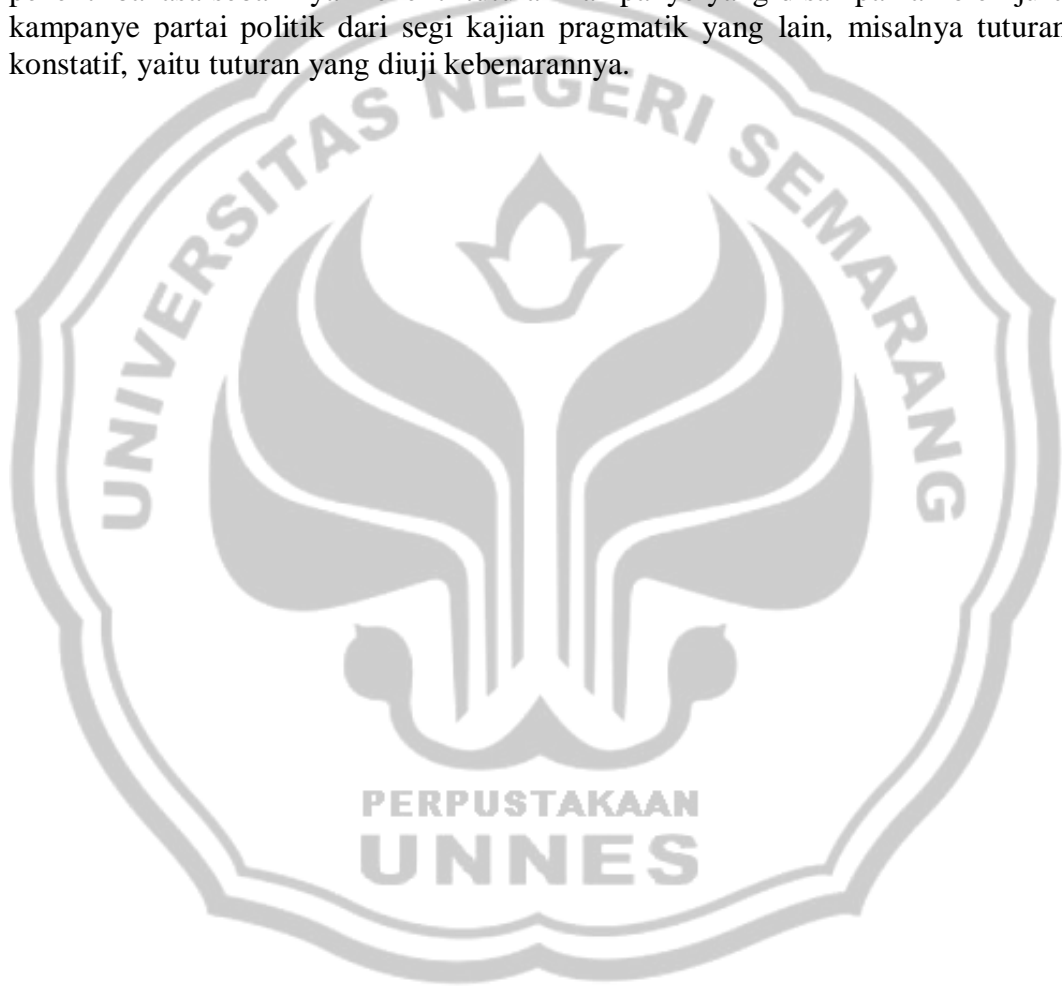 kampanye partai politik dari segi kajian pragmatik yang lain, misalnya tuturan
konstatif, yaitu tuturan yang diuji kebenarannya.
UNIVERSITAS NEGERI SEMARANG
PERPUSTAKAAN
UNNES